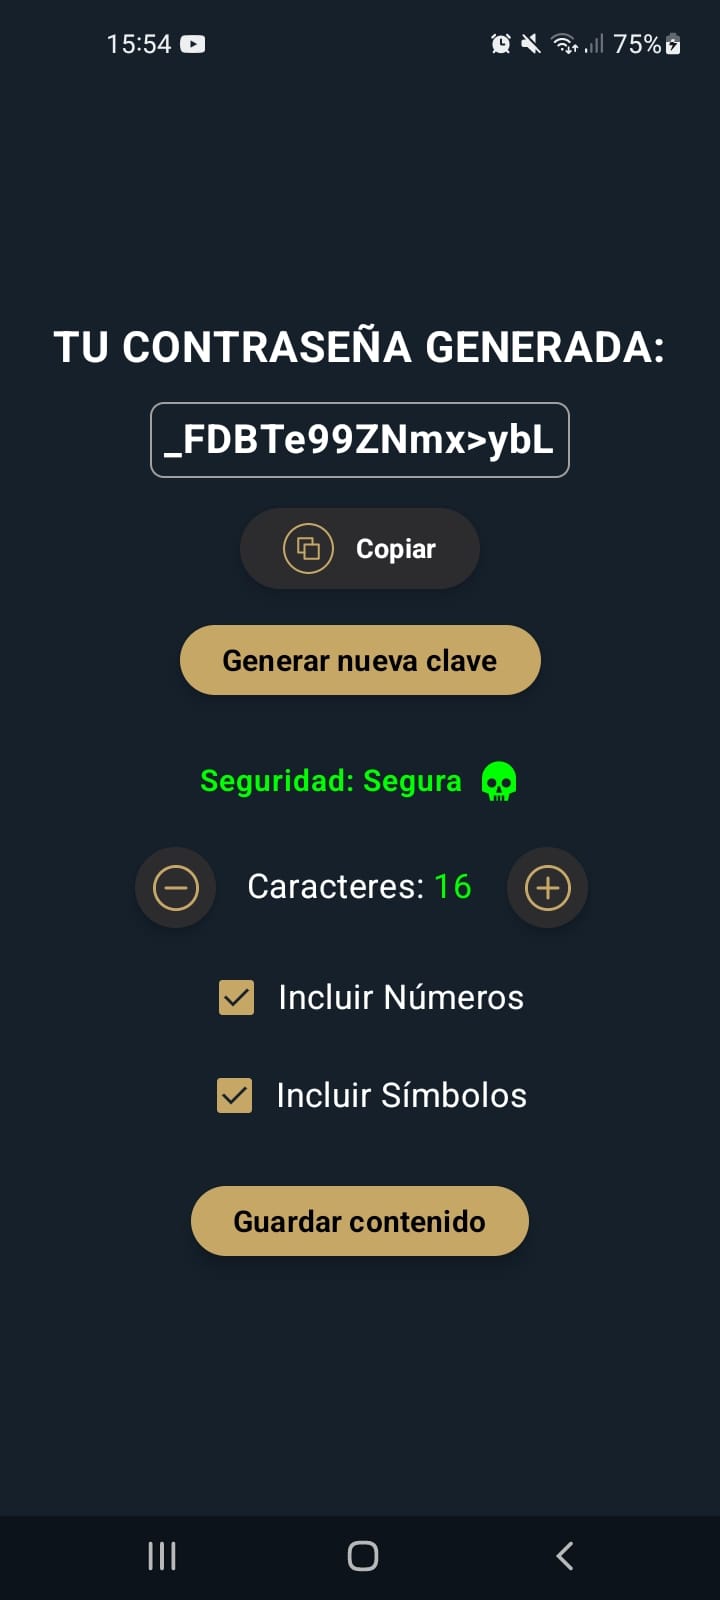 15:54 75%
TU CONTRASEÑA GENERADA:
_FDBTe99ZNmx>ybL
Copiar
Generar nueva clave
Seguridad: Segura
Caracteres: 16
Incluir Números
Incluir Símbolos
Guardar contenido